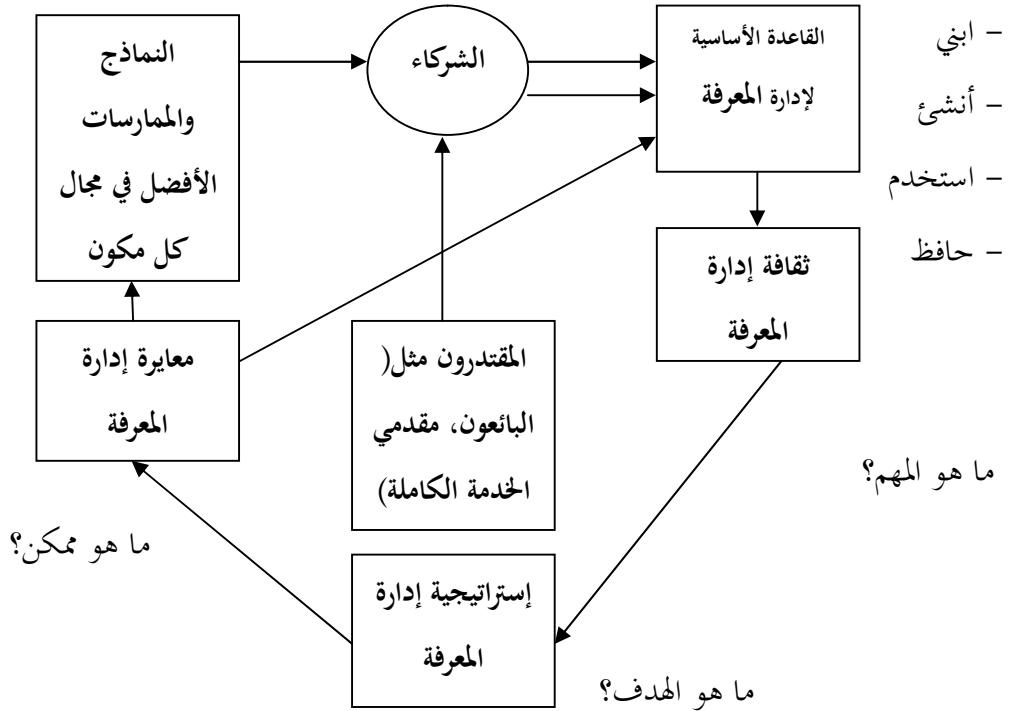 – ابني
– أنشئ
– استخدم
– حافظ
القاعدة الأساسية
لإدارة المعرفة
الشركاء
النماذج
والممارسات
الأفضل في مجال
كل مكون
ثقافة إدارة
المعرفة
المقتدرون مثل(
البائعون، مقدمي
الخدمة الكاملة)
معايرة إدارة
المعرفة
ما هو المهم؟
ما هو ممكن؟
إستراتيجية إدارة
المعرفة
ما هو الهدف؟